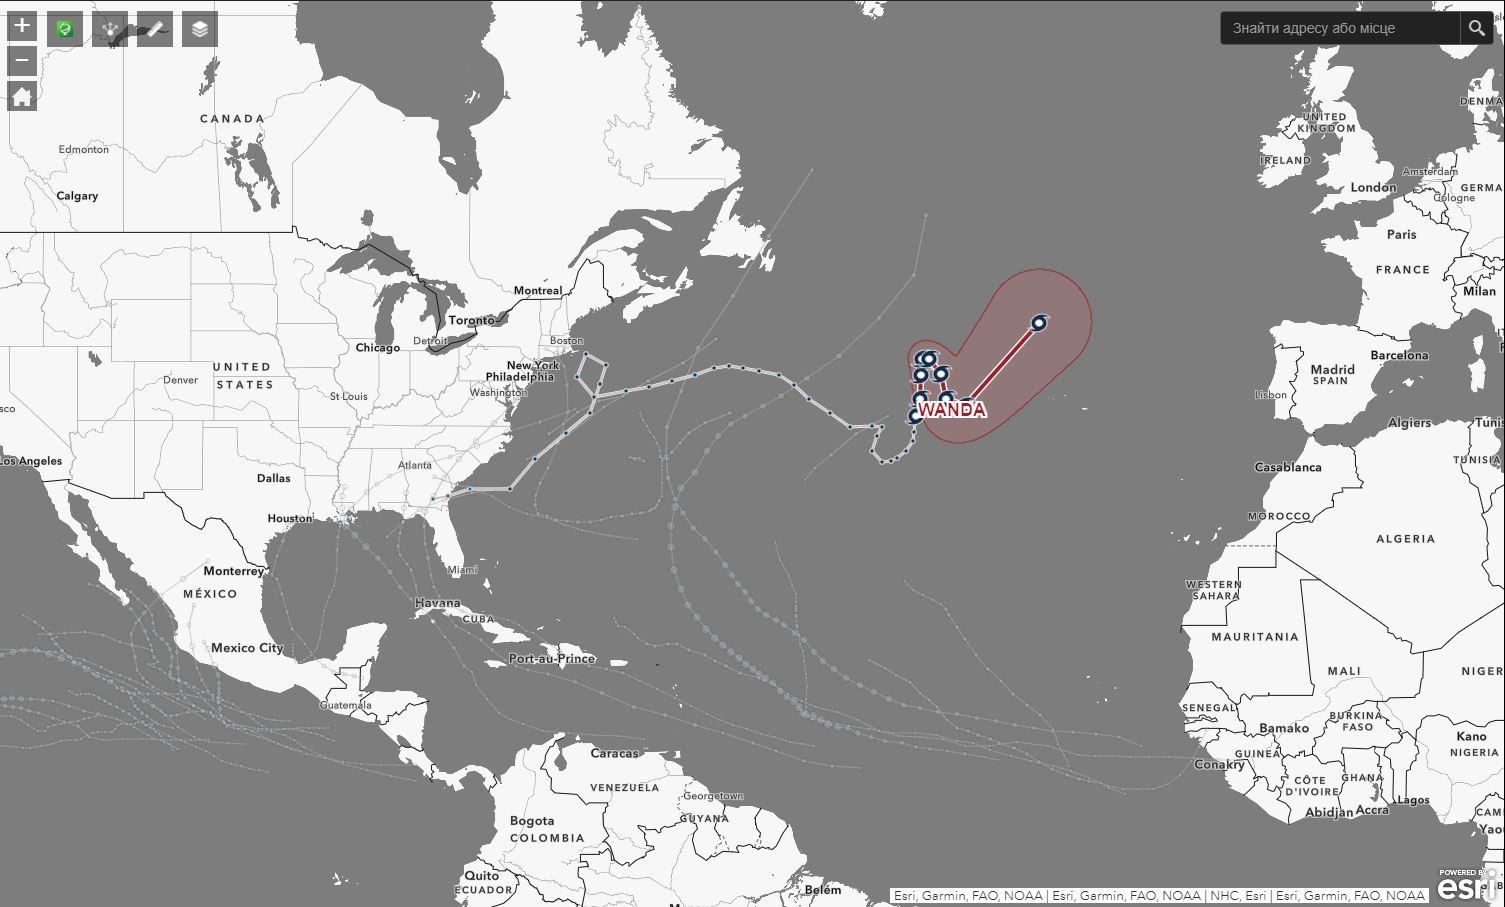 +
Знайти адресу або місце
−
CANADA
Edmonton
Calgary
UNITED
KINGDOM
IRELAND
DENMA
London
Amsterdam
Cologne
GERMA
Paris
FRANCE
Milan
Montreal
Toronto
Chicago
Detroit
Boston
New York
Philadelphia
Washington
UNITED
STATES
Denver
St Louis
sco
Barcelona
Madrid
SPAIN
Lisbon
WANDA
Algiers
Tunis
TUNISIA
Casablanca
Los Angeles
Atlanta
Dallas
Houston
MOROCCO
ALGERIA
Miami
Monterrey
MÉXICO
Havana
CUBA
WESTERN
SAHARA
MAURITANIA
Mexico City
Port-au-Prince
MALI
NIGER
Guatemala
SENEGAL
BURKINA
FASO
Bamako
Kano
NIGERIA
Caracas
GUINEA
Conakry
VENEZUELA
Georgetown
GUYANA
CÔTE
D'IVOIRE
GHANA
Lagos
Abidjan
Accra
CAM
Yaou
Bogota
COLOMBIA
Quito
ECUADOR
Belém
Esri, Garmin, FAO, NOAA | Esri, Garmin, FAO, NOAA | NHC, Esri | Esri, Garmin, FAO, NOAA
POWERED BY
esri